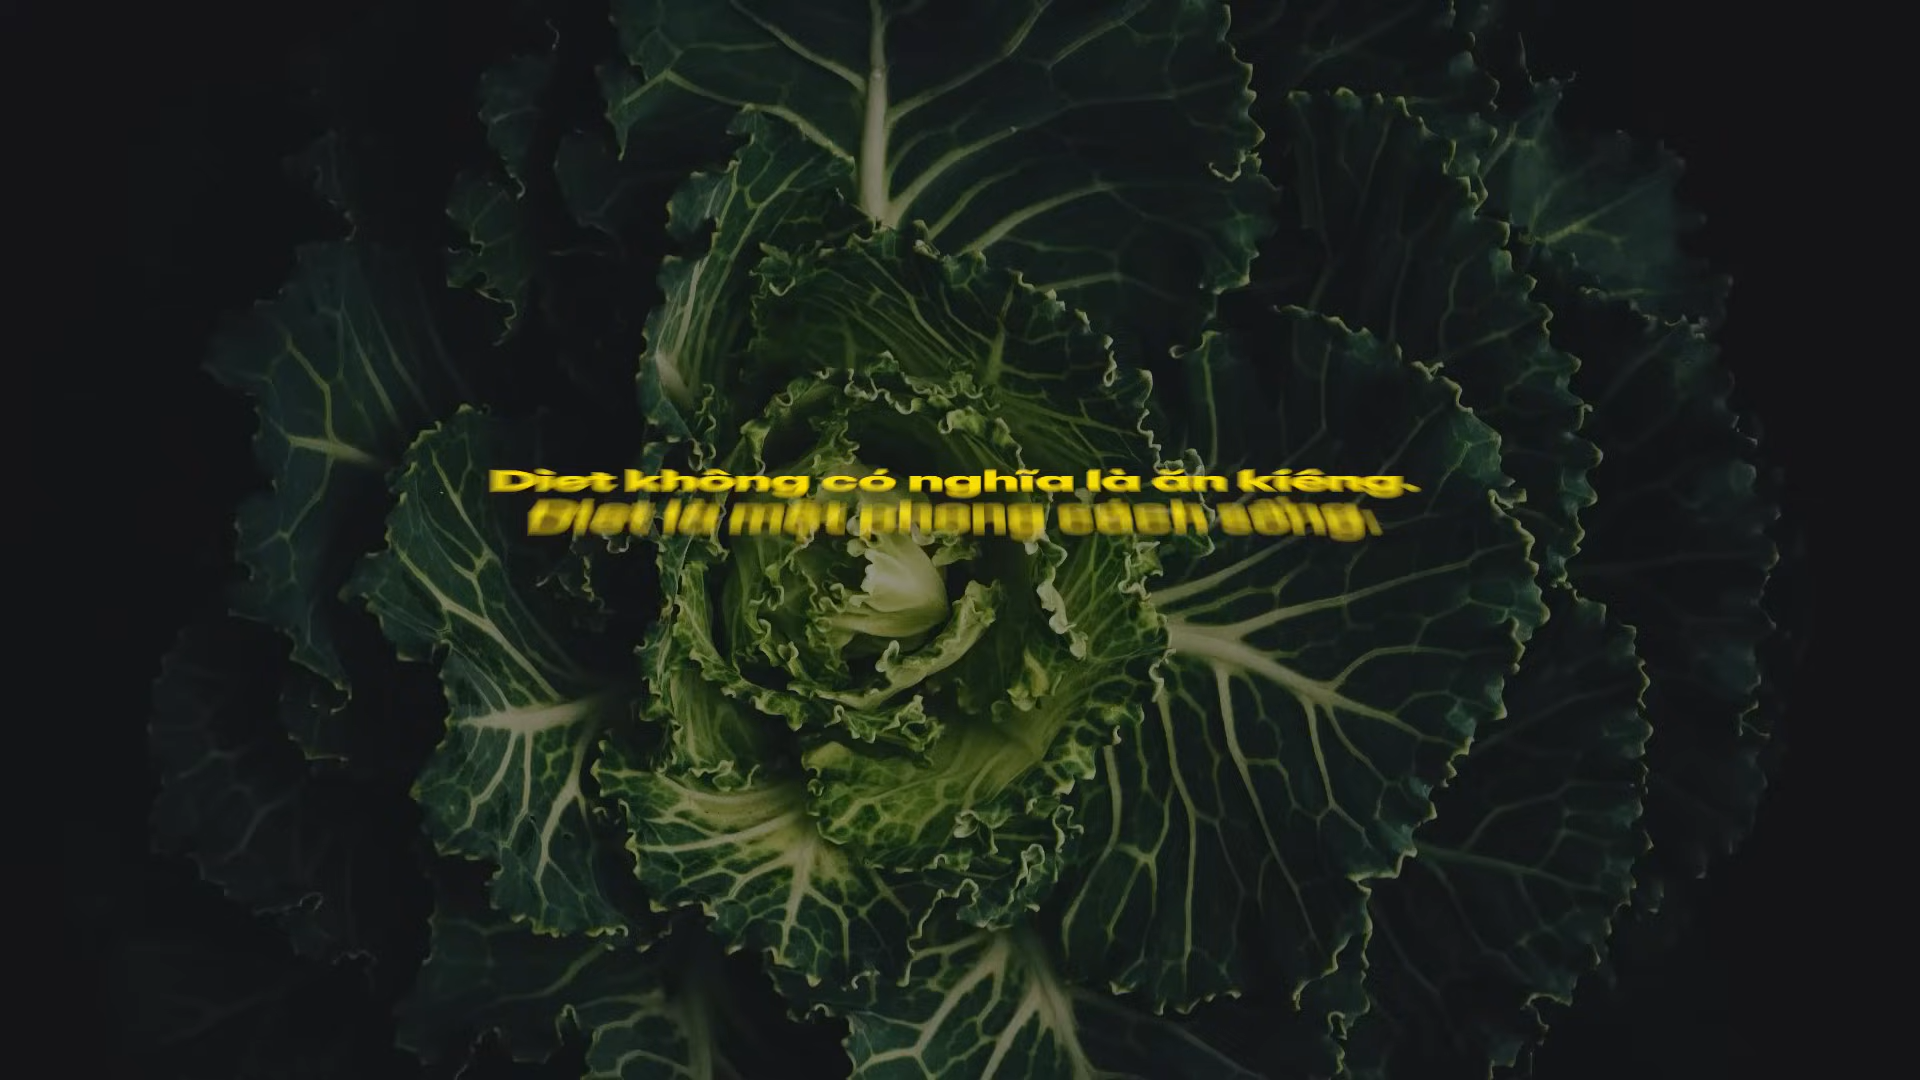 Diet không có nghĩa là ăn kiêng.
Diet là một phong cách sống.